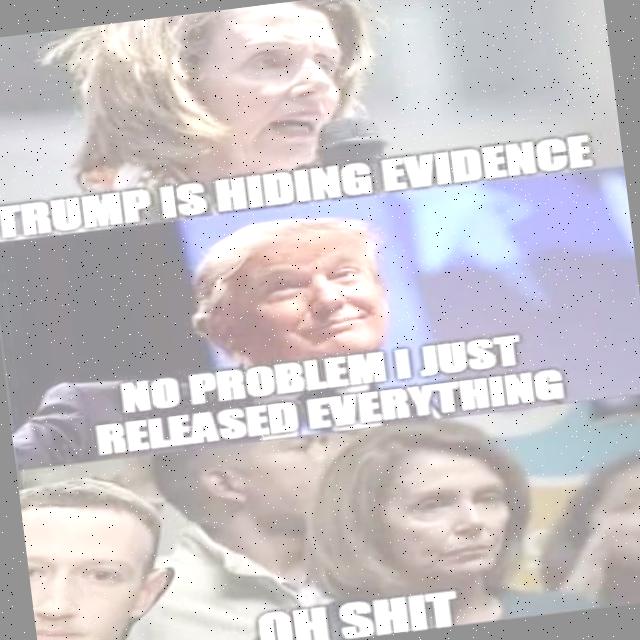 TRUMP IS HIDING EVIDENCE
NO PROBLEM I JUST
RELEASED EVERYTHING
OH SHIT